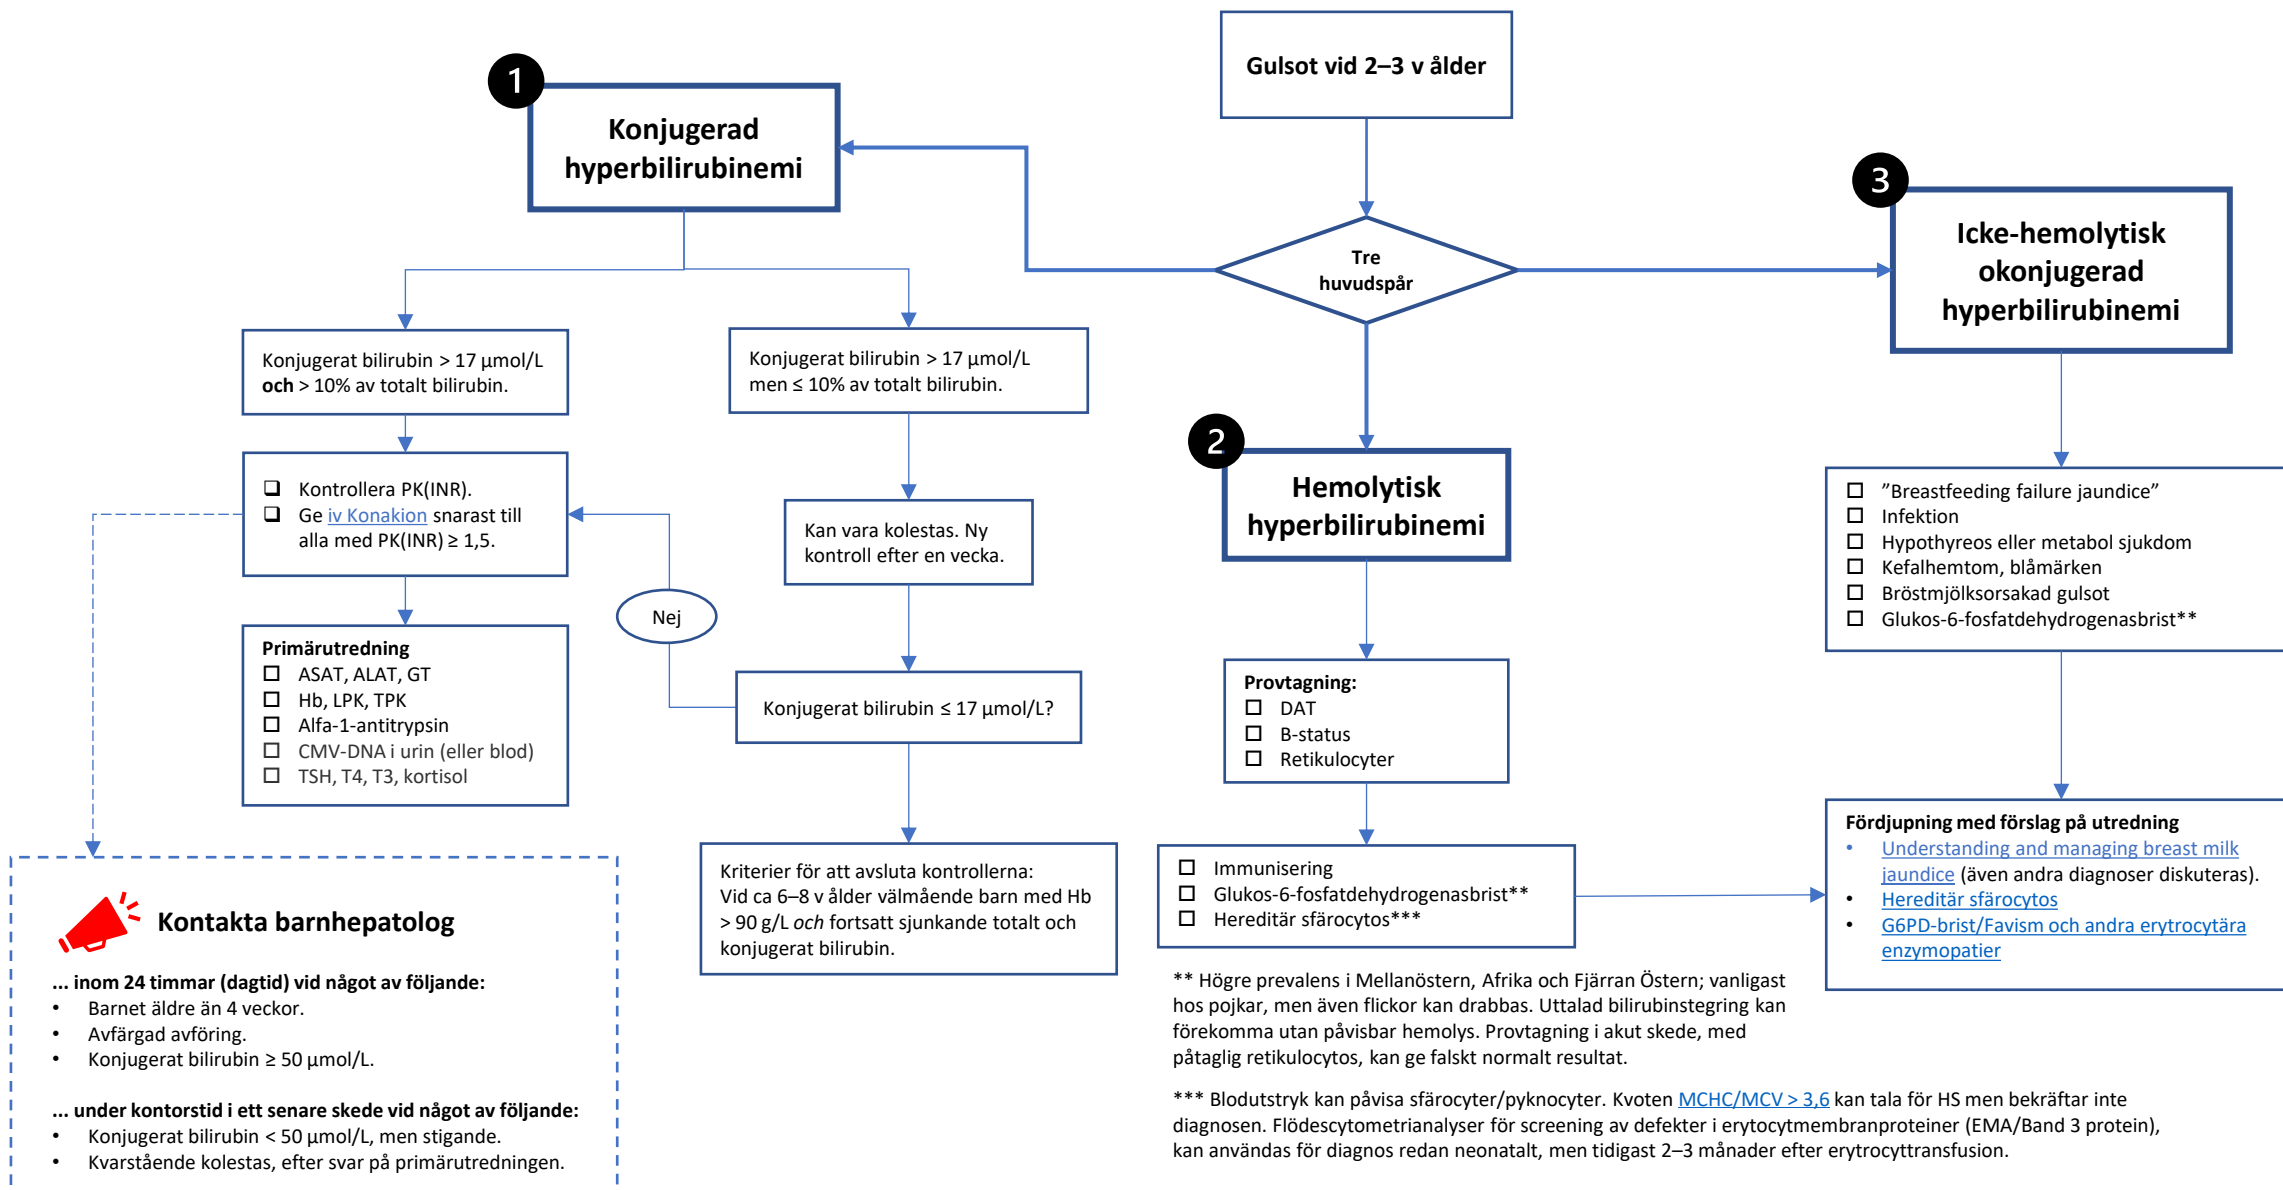 Gulsot vid 2–3 v ålder
Tre
huvudspår
1
Konjugerad
hyperbilirubinemi
Konjugerat bilirubin > 17 µmol/L
och > 10% av totalt bilirubin.
Kontrollera PK(INR).
Ge iv Konakion snarast till
alla med PK(INR) ≥ 1,5.
Primärutredning
ASAT, ALAT, GT
Hb, LPK, TPK
Alfa-1-antitrypsin
CMV-DNA i urin (eller blod)
TSH, T4, T3, kortisol
Kontakta barnhepatolog
... inom 24 timmar (dagtid) vid något av följande:
• Barnet äldre än 4 veckor.
• Avfärgad avföring.
• Konjugerat bilirubin ≥ 50 µmol/L.
... under kontorstid i ett senare skede vid något av följande:
• Konjugerat bilirubin < 50 µmol/L, men stigande.
• Kvarstående kolestas, efter svar på primärutredningen.
Konjugerat bilirubin > 17 µmol/L
men ≤ 10% av totalt bilirubin.
Kan vara kolestas. Ny
kontroll efter en vecka.
Nej
Konjugerat bilirubin ≤ 17 µmol/L?
Kriterier för att avsluta kontrollerna:
Vid ca 6–8 v ålder välmående barn med Hb
> 90 g/L och fortsatt sjunkande totalt och
konjugerat bilirubin.
2
Hemolytisk
hyperbilirubinemi
Provtagning:
DAT
B-status
Retikulocyter
Immunisering
Glukos-6-fosfatdehydrogenasbrist**
Hereditär sfärocytos***
3
Icke-hemolytisk
okonjugerad
hyperbilirubinemi
”Breastfeeding failure jaundice”
Infektion
Hypothyreos eller metabol sjukdom
Kefalhemtom, blåmärken
Bröstmjölksorsakad gulsot
Glukos-6-fosfatdehydrogenasbrist**
Fördjupning med förslag på utredning
• Understanding and managing breast milk
jaundice (även andra diagnoser diskuteras).
• Hereditär sfärocytos
• G6PD-brist/Favism och andra erytrocytära
enzymopatier
** Högre prevalens i Mellanöstern, Afrika och Fjärran Östern; vanligast
hos pojkar, men även flickor kan drabbas. Uttalad bilirubinstegring kan
förekomma utan påvisbar hemolys. Provtagning i akut skede, med
påtaglig retikulocytos, kan ge falskt normalt resultat.
*** Blodutstryk kan påvisa sfärocyter/pyknocyter. Kvoten MCHC/MCV > 3,6 kan tala för HS men bekräftar inte
diagnosen. Flödescytometrianalyser för screening av defekter i erytocytmembranproteiner (EMA/Band 3 protein),
kan användas för diagnos redan neonatalt, men tidigast 2–3 månader efter erytrocyttransfusion.